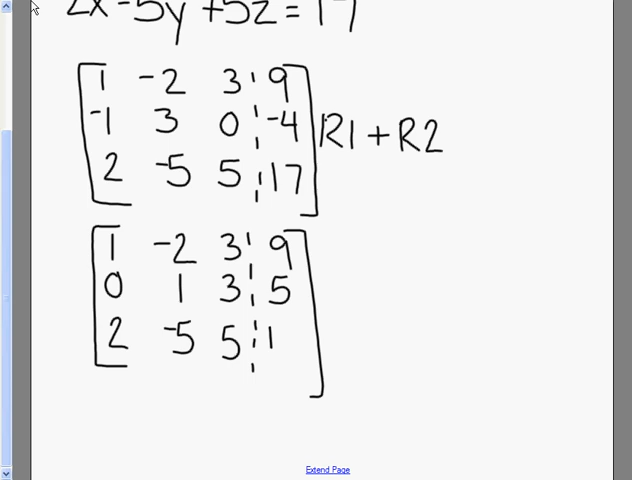 2x -5y +5z = 17
1 -2 3 ¦ 9
-1 3 0 ¦ -4 R1 + R2
2 -5 5 ¦ 17
1 -2 3 ¦ 9
0 1 3 ¦ 5
2 -5 5 ¦ 1
Extend Page